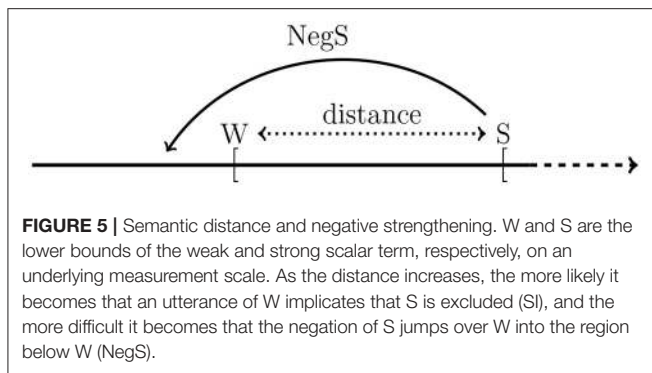 NegS
distance
W
S
[
[
FIGURE 5 | Semantic distance and negative strengthening. W and S are the
lower bounds of the weak and strong scalar term, respectively, on an
underlying measurement scale. As the distance increases, the more likely it
becomes that an utterance of W implicates that S is excluded (SI), and the
more difficult it becomes that the negation of S jumps over W into the region
below W (NegS).